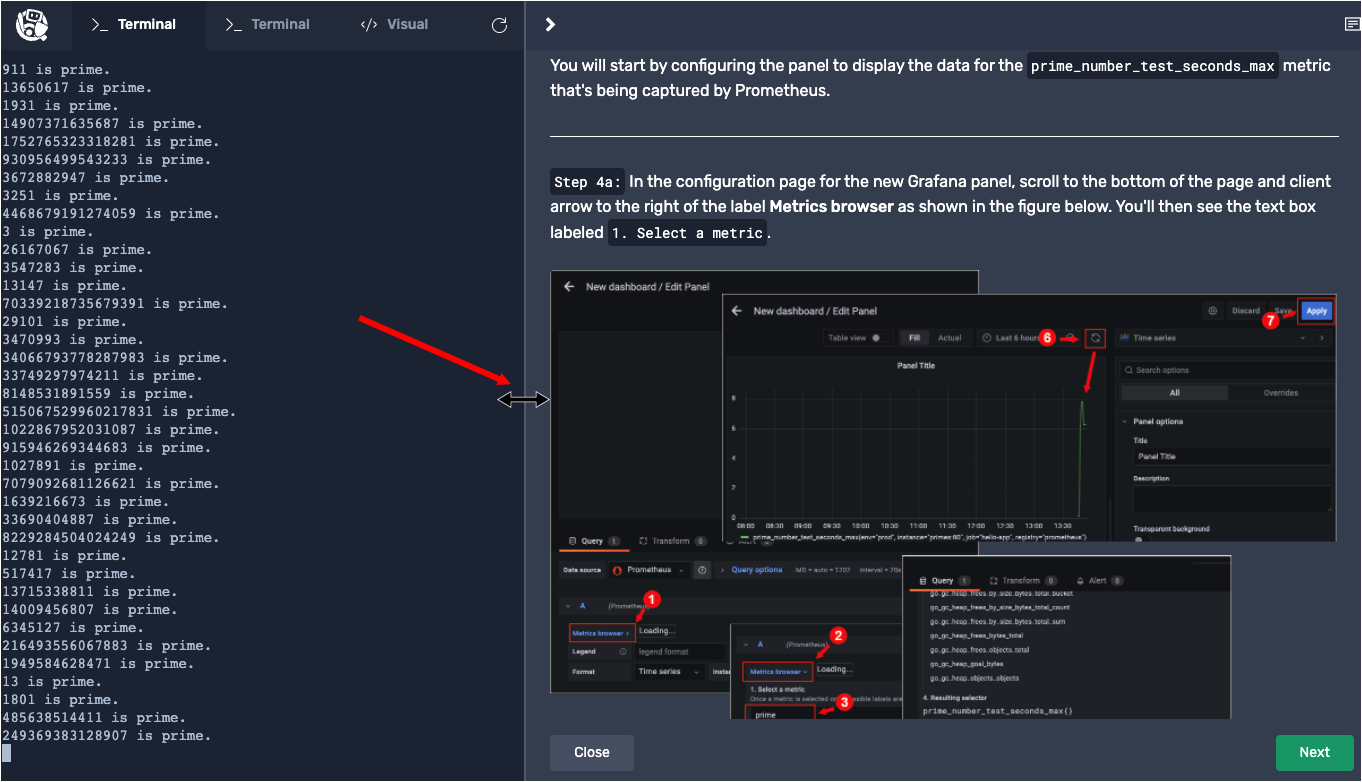 >_ Terminal
>_ Terminal
</> Visual
911 is prime.
13650617 is prime.
1931 is prime.
14907371635687 is prime.
1752765323318281 is prime.
930956499543233 is prime.
3672882947 is prime.
3251 is prime.
4468679191274059 is prime.
3 is prime.
26167067 is prime.
3547283 is prime.
13147 is prime.
70339218735679391 is prime.
29101 is prime.
3470993 is prime.
340667937782 87983 is prime.
33749297974211 is prime.
8148531891559 is prime.
515067529960217831 is prime.
1022867952031087 is prime.
915946269344683 is prime.
1027891 is prime.
7079092681126621 is prime.
1639216673 is prime.
33690404887 is prime.
8229284504024249 is prime.
12781 is prime.
517417 is prime.
13715338811 is prime.
14009456807 is prime.
6345127 is prime.
216493556067883 is prime.
1949584628471 is prime.
13 is prime.
1801 is prime.
485638514411 is prime.
249369383128907 is prime.
You will start by configuring the panel to display the data for the prime_number_test_seconds_max metric
that's being captured by Prometheus.
Step 4a: In the configuration page for the new Grafana panel, scroll to the bottom of the page and client
arrow to the right of the label Metrics browser as shown in the figure below. You'll then see the text box
labeled 1. Select a metric.
New dashboard / Edit Panel
New dashboard / Edit Panel
Discard
Save
7
Apply
Table view
Fill
Actual
Last 6 hours
6
Time series
Panel Title
Search options
All
Overrides
8
6
4
2
0
08:00 08:30 09:00 09:30 10:00 10:30 11:00 11:30 12:00 12:30 13:00 13:30
prime_number_test_seconds_max{env="prod", instance="primes:80", job="hello-app", registry="prometheus"}
Panel options
Title
Panel Title
Description
Transparent background
Query 1
Transform 0
Data source
Prometheus
Query options
MD = auto = 1707
Interval = 20s
A
(Prometheus)
1
Metrics browser >
Loading...
Legend
legend format
Format
Time series
A
(Prometheus)
2
Metrics browser
Loading...
1. Select a metric
Once a metric is selected
labels are
prime
3
Query 1
Transform 0
Alert 0
go_gc_heap_frees_by_size_bytes_total_bucket
go_gc_heap_frees_by_size_bytes_total_count
go_gc_heap_frees_by_size_bytes_total_sum
go_gc_heap_frees_bytes_total
go_gc_heap_frees_objects_total
go_gc_heap_goal_bytes
go_gc_heap_objects_objects
4. Resulting selector
prime_number_test_seconds_max{}
Close
Next